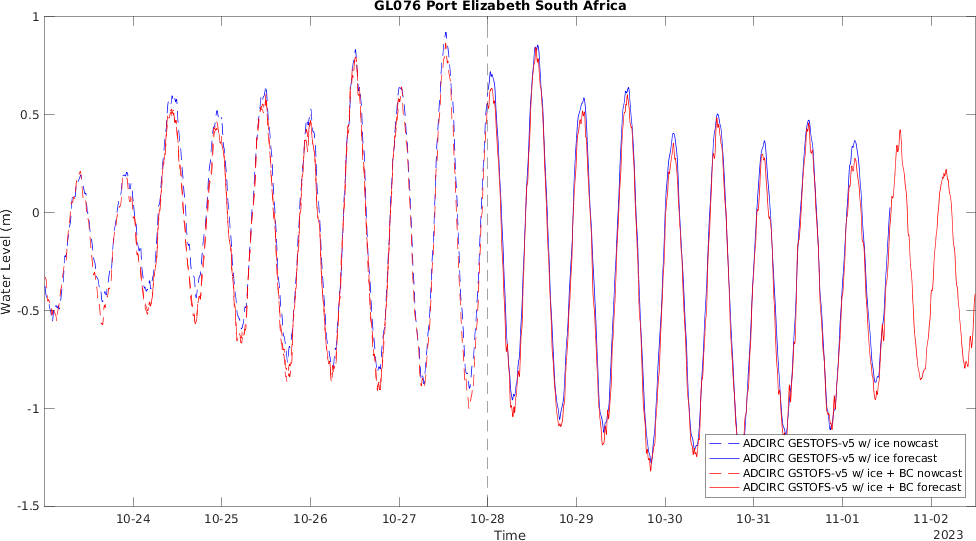 GL076 Port Elizabeth South Africa
Water Level (m)
1
0.5
0
-0.5
-1
-1.5
ADCIRC GESTOFS-v5 w/ ice nowcast
ADCIRC GESTOFS-v5 w/ ice forecast
ADCIRC GSTOFS-v5 w/ ice + BC nowcast
ADCIRC GSTOFS-v5 w/ ice + BC forecast
10-24 10-25 10-26 10-27 10-28 10-29 10-30 10-31 11-01 11-02
Time
2023